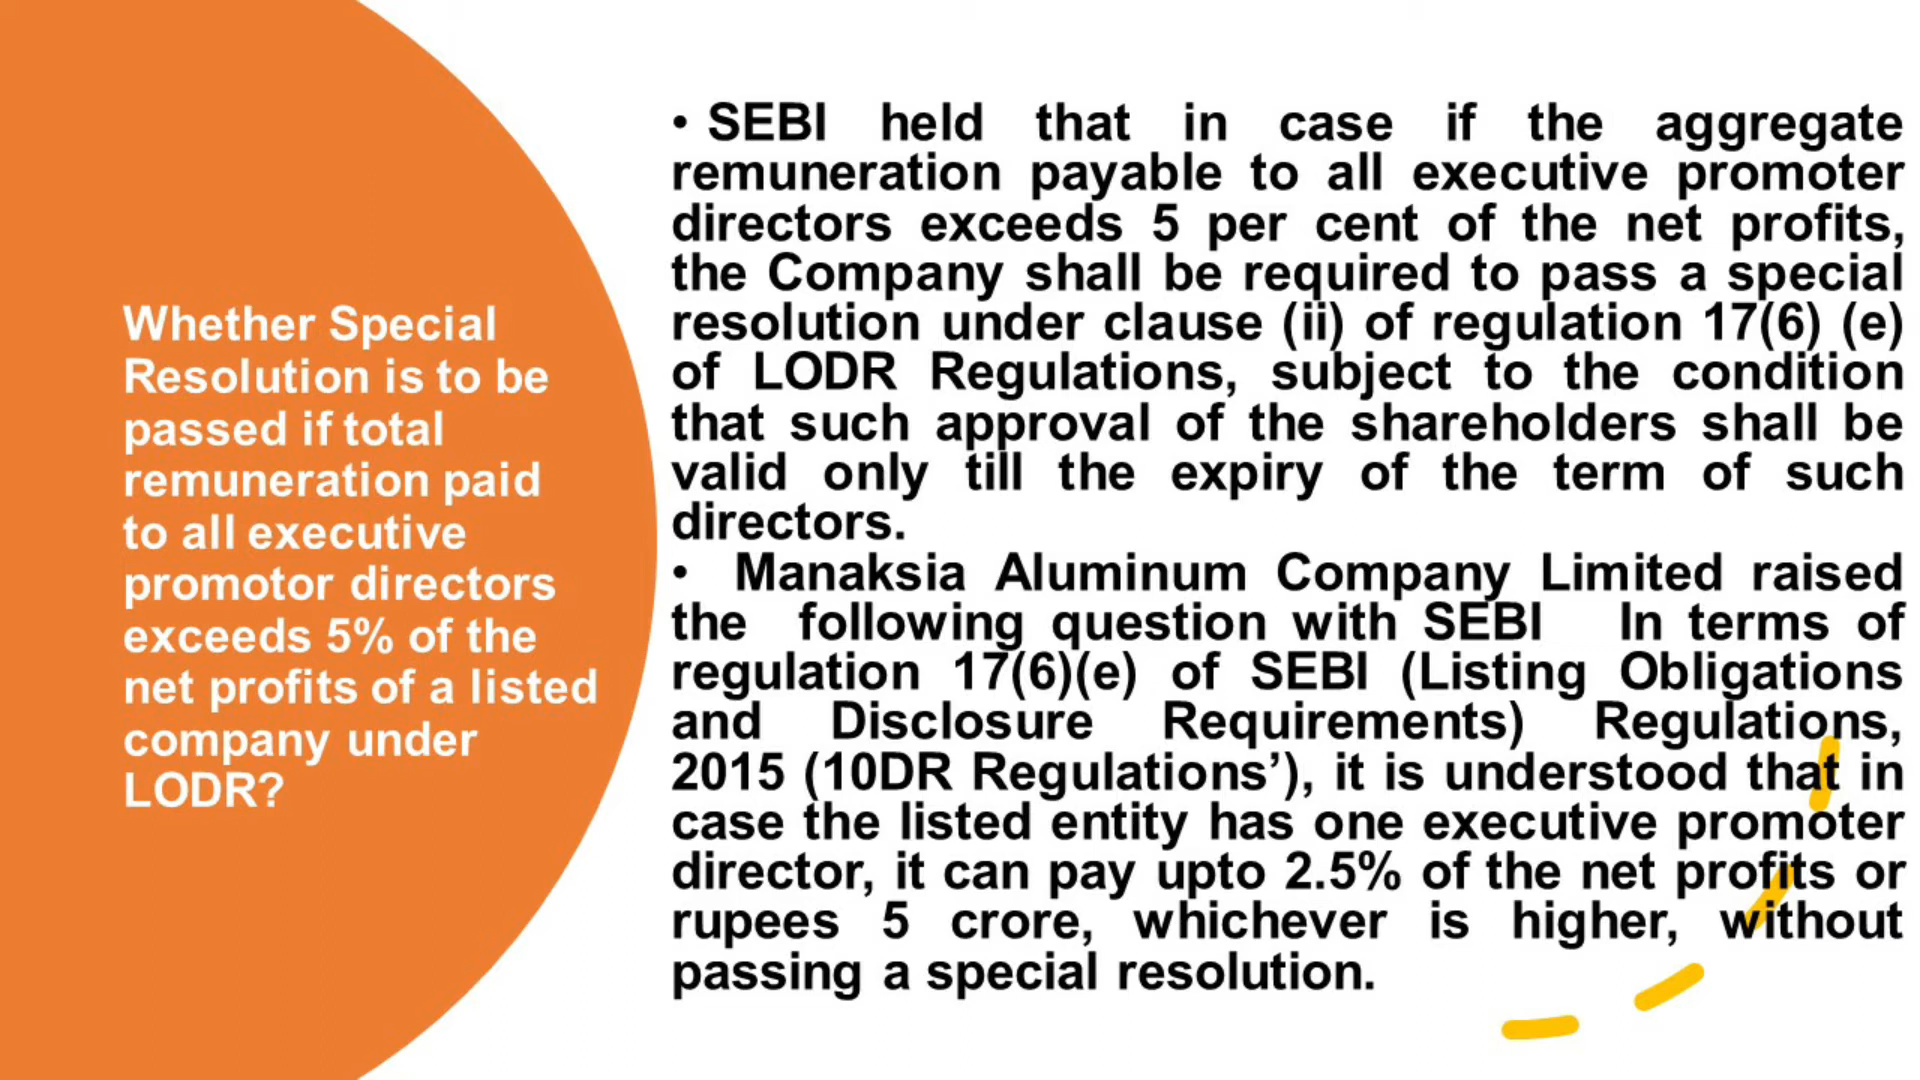 Whether Special
Resolution is to be
passed if total
remuneration paid
to all executive
promotor directors
exceeds 5% of the
net profits of a listed
company under
LODR?
• SEBI held that in case if the aggregate
remuneration payable to all executive promoter
directors exceeds 5 per cent of the net profits,
the Company shall be required to pass a special
resolution under clause (ii) of regulation 17(6) (e)
of LODR Regulations, subject to the condition
that such approval of the shareholders shall be
valid only till the expiry of the term of such
directors.
• Manaksia Aluminum Company Limited raised
the following question with SEBI In terms of
regulation 17(6)(e) of SEBI (Listing Obligations
and Disclosure Requirements) Regulations,
2015 (10DR Regulations’), it is understood that in
case the listed entity has one executive promoter
director, it can pay upto 2.5% of the net profits or
rupees 5 crore, whichever is higher, without
passing a special resolution.